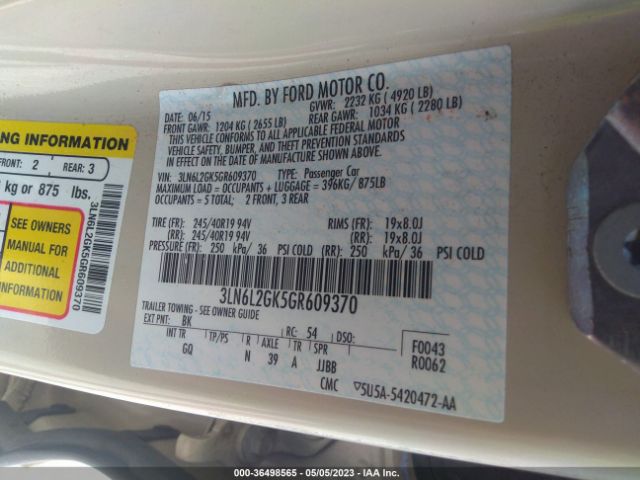 NG INFORMATION
FRONT: 2 REAR: 3
kg or 875 lbs.
SEE OWNERS
MANUAL FOR
ADDITIONAL
INFORMATION
3LN6L2GK5GR609370
MFD. BY FORD MOTOR CO.
DATE: 06/15 GVWR: 2232 KG ( 4920 LB)
FRONT GAWR: 1204 KG ( 2655 LB) REAR GAWR: 1034 KG ( 2280 LB)
THIS VEHICLE CONFORMS TO ALL APPLICABLE FEDERAL MOTOR
VEHICLE SAFETY, BUMPER, AND THEFT PREVENTION STANDARDS
IN EFFECT ON THE DATE OF MANUFACTURE SHOWN ABOVE.
VIN: 3LN6L2GK5GR609370 TYPE: Passenger Car
MAXIMUM LOAD = OCCUPANTS + LUGGAGE = 396KG/ 875LB
OCCUPANTS = 5 TOTAL; 2 FRONT, 3 REAR
TIRE (FR): 245/40R19 94V RIMS (FR): 19x8.0J
(RR): 245/40R19 94V (RR): 19x8.0J
PRESSURE (FR): 250 kPa/ 36 PSI COLD (RR): 250 kPa/ 36 PSI COLD
3LN6L2GK5GR609370
TRAILER TOWING - SEE OWNER GUIDE
EXT PNT: BK RC: 54 DSO: F0043
INT TR TP/PS R AXLE TR SPR R0062
GQ N 39 A JJBB
CMC 5U5A-5420472-AA
000-36498565 - 05/05/2023 - IAA Inc.